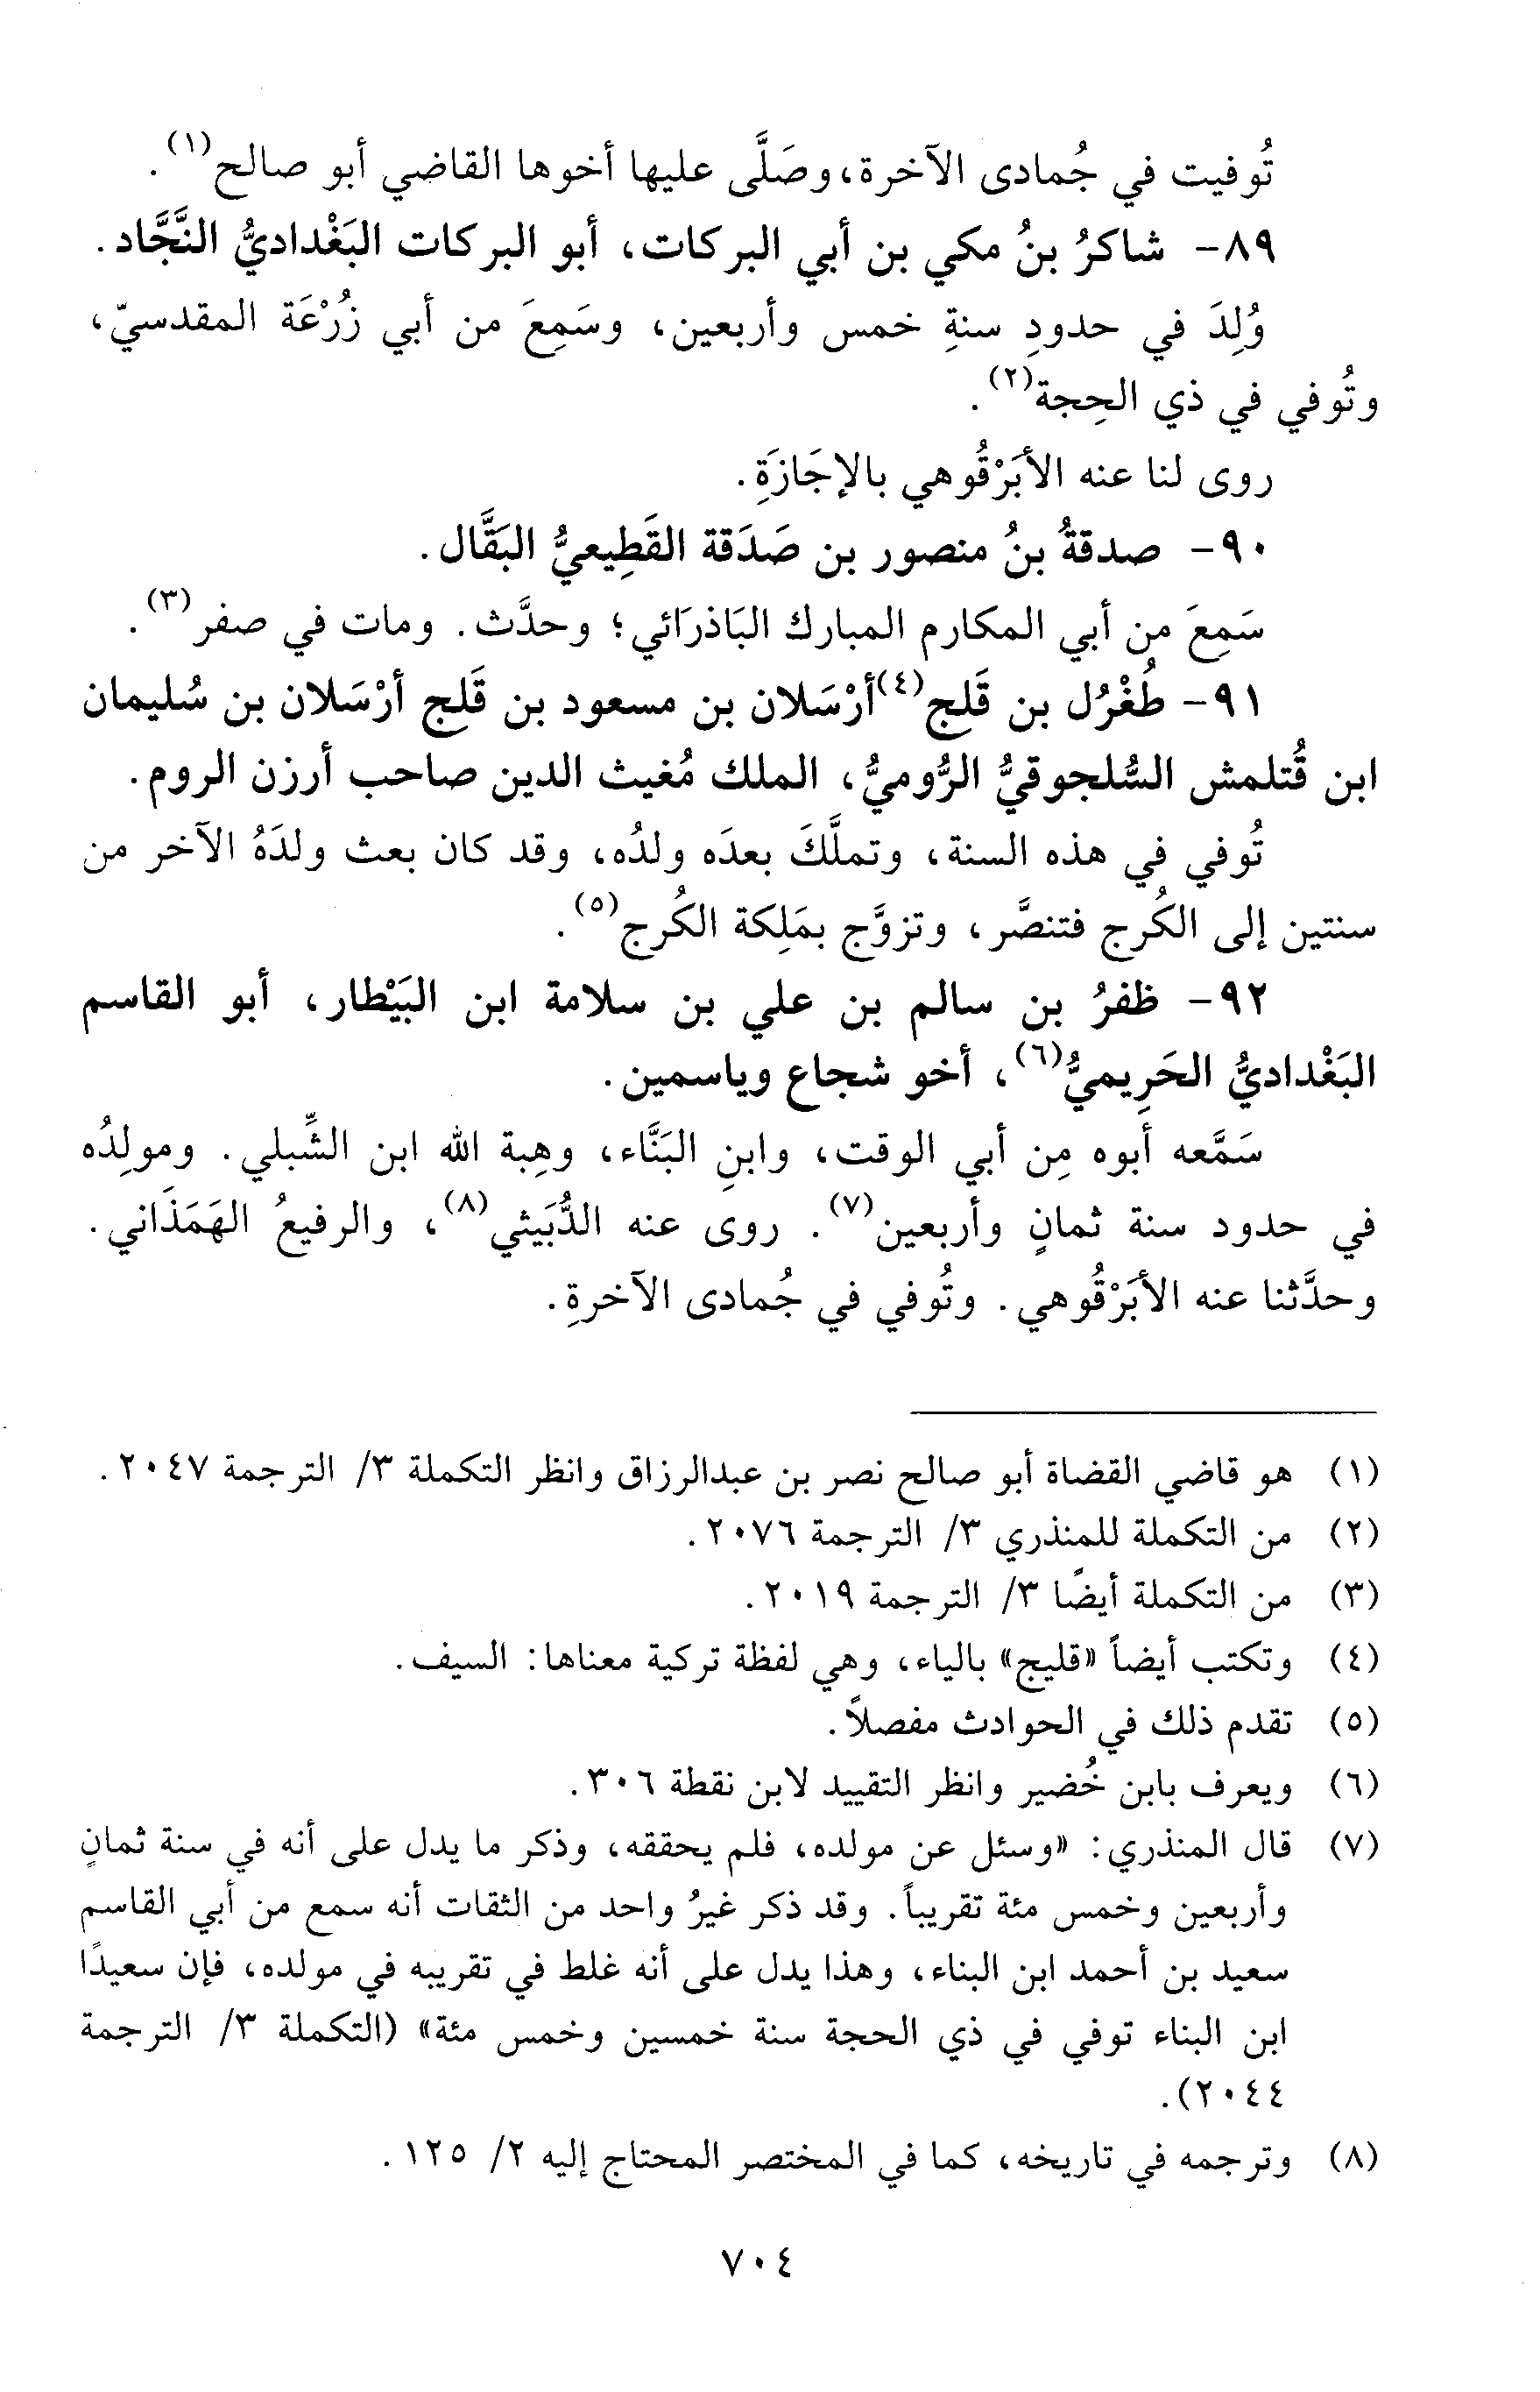 تُوفيت في جُمادى الآخرة، وصَلَّى عليها أخوها القاضي أبو صالح(١).
٨٩- شاكرُ بنُ مكي بن أبي البركات، أبو البركات البَغْداديُّ النَّجَّاد.
وُلِدَ في حدودِ سنةِ خمس وأربعين، وسَمِعَ من أبي زُرْعَة المقدسيّ،
وتُوفي في ذي الحِجة(٢).
روى لنا عنه الأبَرْقُوهي بالإجَازَةِ.
٩٠- صدقةُ بنُ منصور بن صَدَقة القَطِيعيُّ البَقَّال.
سَمِعَ من أبي المكارم المبارك البَاذرَائي؛ وحدَّث. ومات في صفر(٣).
٩١- طُغْرُل بن قَلج(٤) أرْسَلان بن مسعود بن قَلج أرْسَلان بن سُليمان
ابن قُتلمش السُّلجوقيُّ الرُّوميُّ، الملك مُغيث الدين صاحب أرزن الروم.
تُوفي في هذه السنة، وتملَّكَ بعدَه ولدُه، وقد كان بعث ولدَهُ الآخر من
سنتين إلى الكُرج فتنصَّر، وتزوَّج بمَلِكة الكُرج(٥).
٩٢- ظفرُ بن سالم بن علي بن سلامة ابن البَيْطار، أبو القاسم
البَغْداديُّ الحَرِيميُّ(٦)، أخو شجاع وياسمين.
سَمَّعه أبوه مِن أبي الوقت، وابنِ البَنَّاء، وهِبة الله ابن الشِّبلي. ومولِدُه
في حدود سنة ثمانٍ وأربعين(٧). روى عنه الدُّبَيثي(٨)، والرفيعُ الهَمَذَاني.
وحدَّثنا عنه الأبَرْقُوهي. وتُوفي في جُمادى الآخرةِ.
(١) هو قاضي القضاة أبو صالح نصر بن عبدالرزاق وانظر التكملة ٣/ الترجمة ٢٠٤٧.
(٢) من التكملة للمنذري ٣/ الترجمة ٢٠٧٦.
(٣) من التكملة أيضًا ٣/ الترجمة ٢٠١٩.
(٤) وتكتب أيضاً «قليج» بالياء، وهي لفظة تركية معناها: السيف.
(٥) تقدم ذلك في الحوادث مفصلاً.
(٦) ويعرف بابن خُضير وانظر التقييد لابن نقطة ٣٠٦.
(٧) قال المنذري: «وسئل عن مولده، فلم يحققه، وذكر ما يدل على أنه في سنة ثمانٍ
وأربعين وخمس مئة تقريباً. وقد ذكر غيرُ واحد من الثقات أنه سمع من أبي القاسم
سعيد بن أحمد ابن البناء، وهذا يدل على أنه غلط في تقريبه في مولده، فإن سعيدًا
ابن البناء توفي في ذي الحجة سنة خمسين وخمس مئة» (التكملة ٣/ الترجمة
٢٠٤٤).
(٨) وترجمه في تاريخه، كما في المختصر المحتاج إليه ٢/ ١٢٥.
٧٠٤